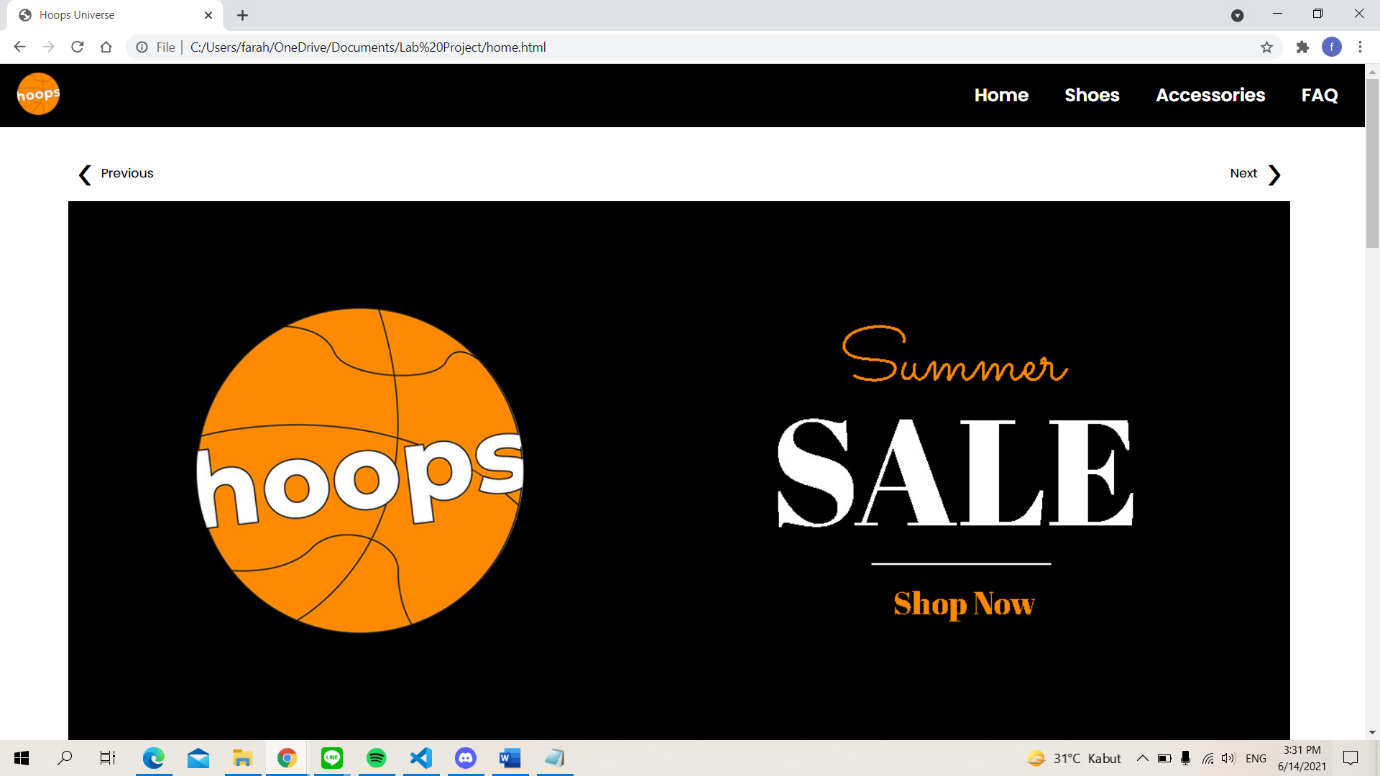 Hoops Universe
File
C:/Users/farah/OneDrive/Documents/Lab%20Project/home.html
f
hoops
Home Shoes Accessories FAQ
Previous
Next
hoops
Summer
SALE
Shop Now
LINE
W
31°C Kabut
ENG
3:31 PM
6/14/2021